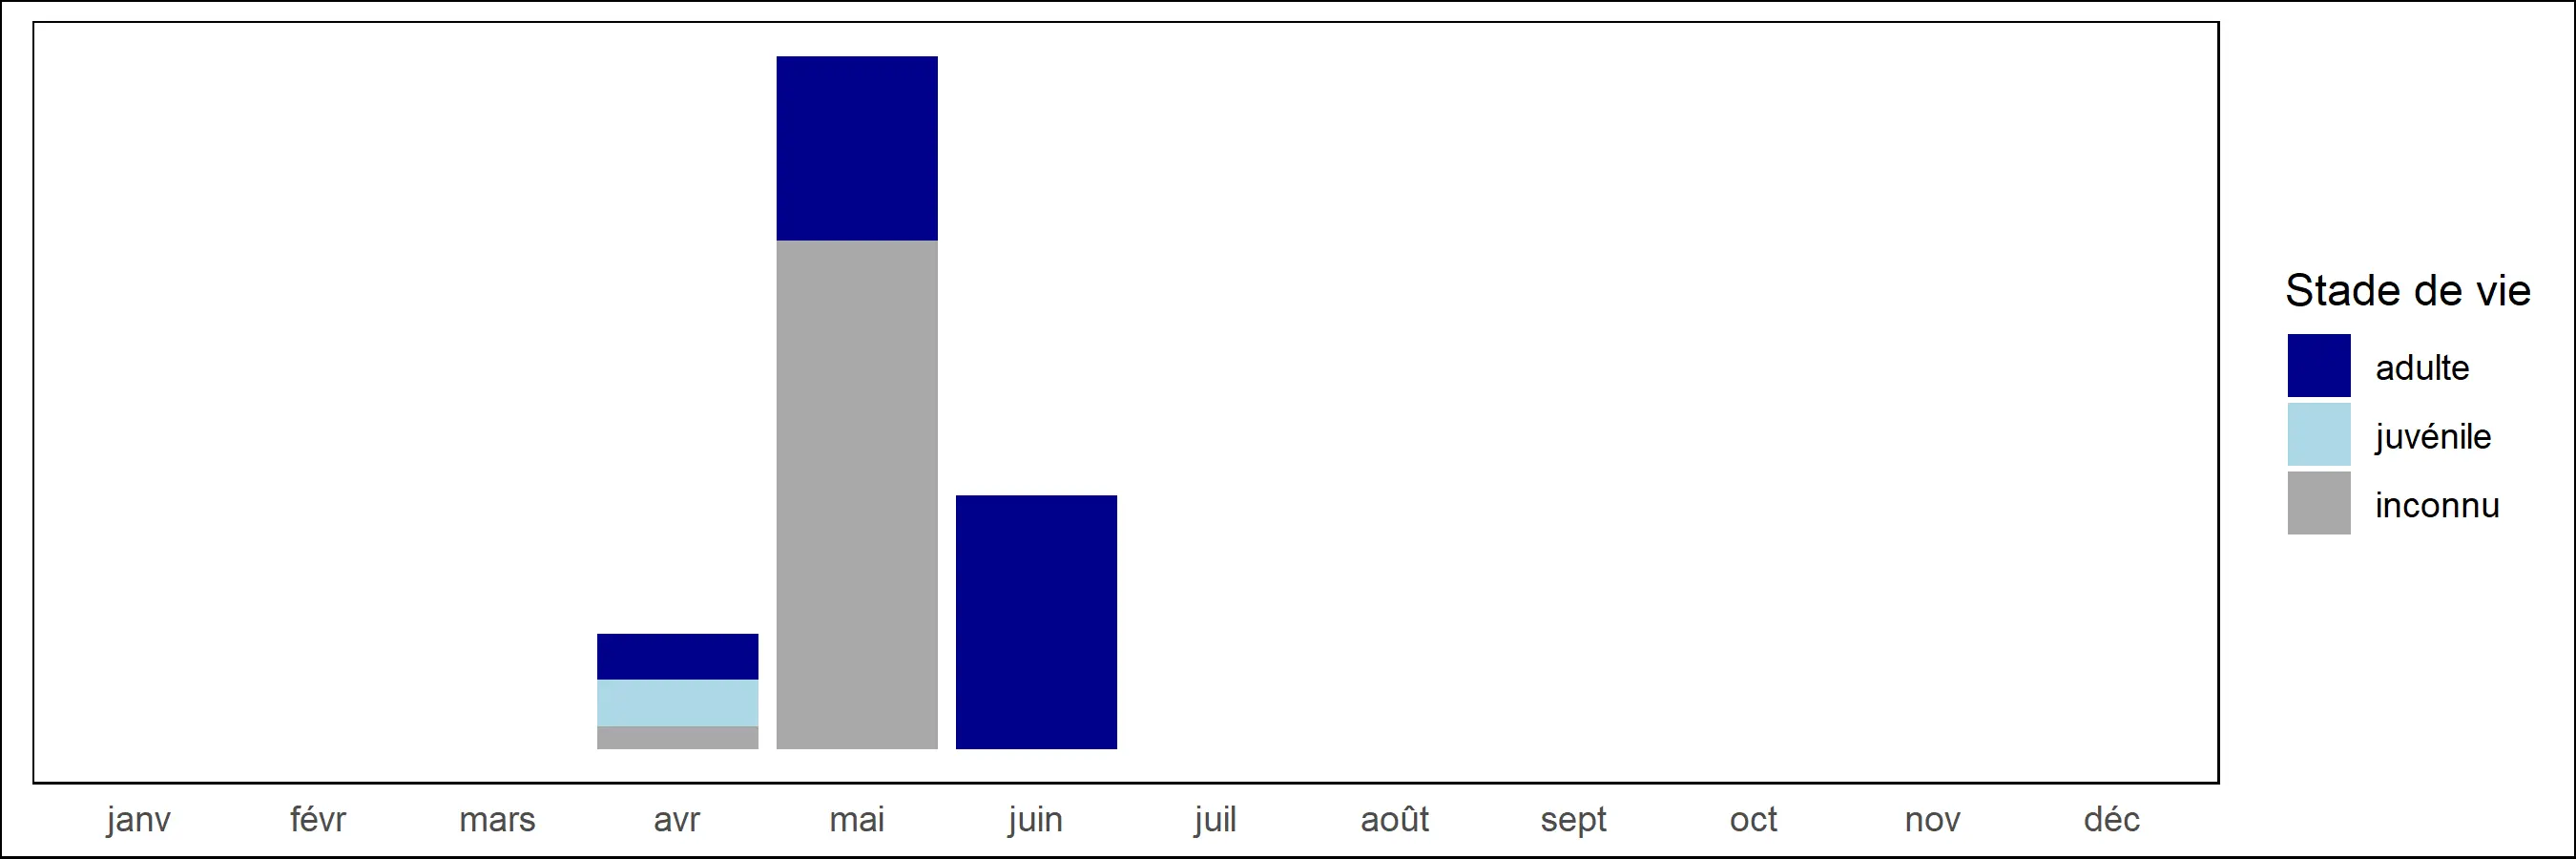 Stade de vie
adulte
juvénile
inconnu
janv févr mars avr mai juin juil août sept oct nov déc